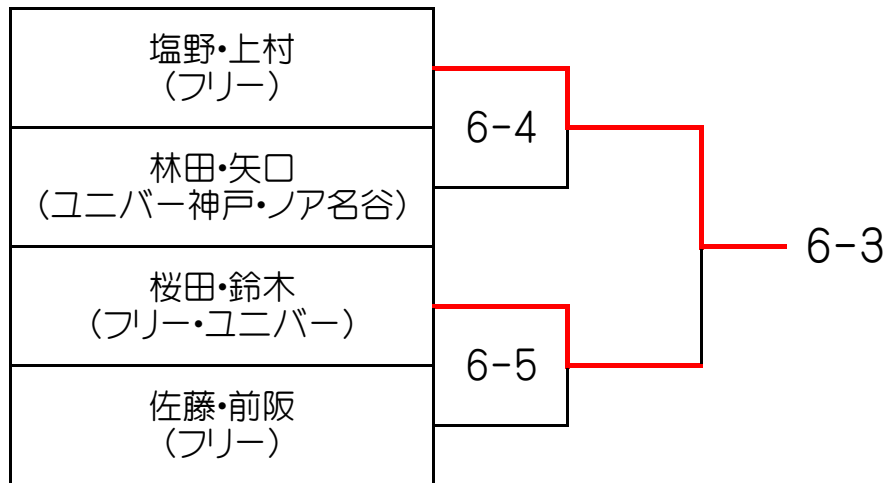 塩野・上村
(フリー)
6-4
林田・矢口
(ユニバー神戸・ノア名谷)
6-3
桜田・鈴木
(フリー・ユニバー)
6-5
佐藤・前阪
(フリー)